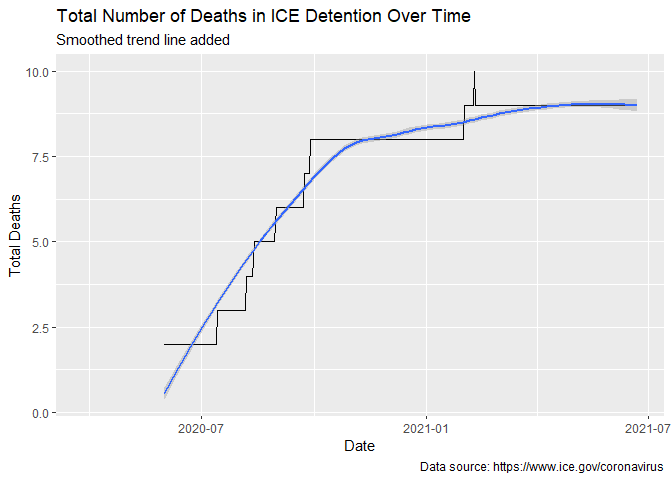 Total Number of Deaths in ICE Detention Over Time
Smoothed trend line added
10.0
7.5
5.0
2.5
0.0
Total Deaths
2020-07
2021-01
2021-07
Date
Data source: https://www.ice.gov/coronavirus